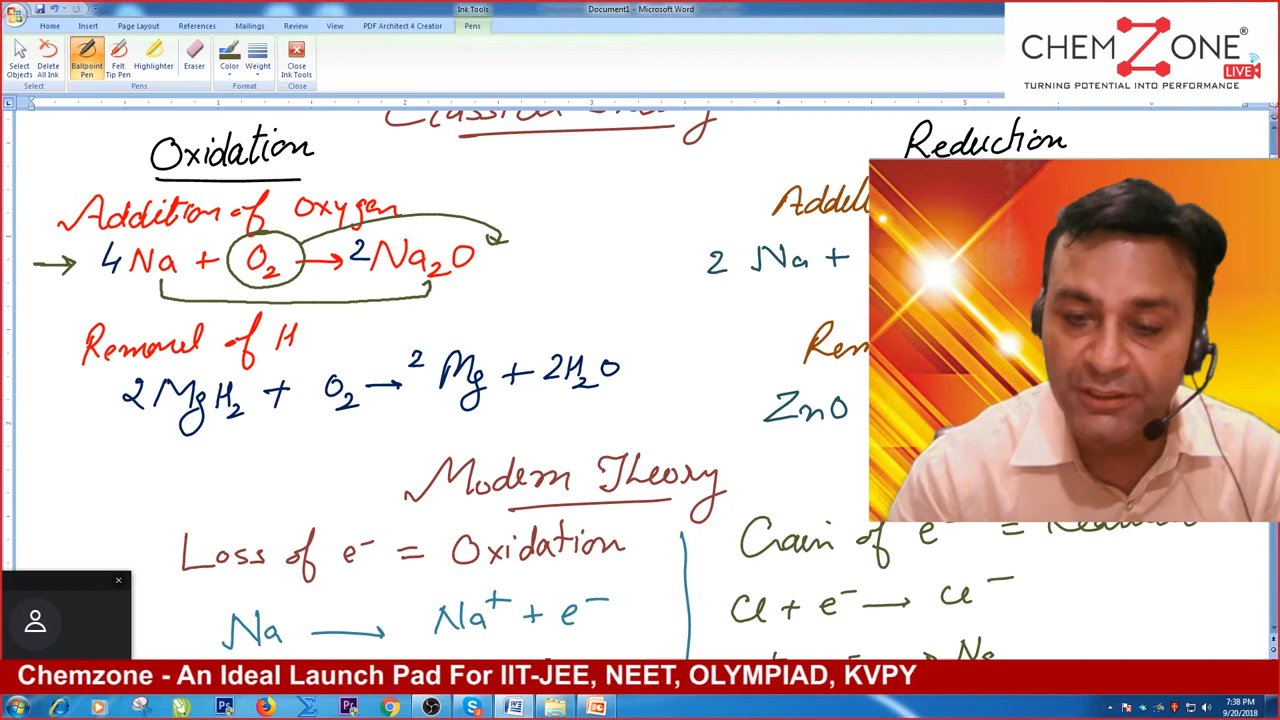 Ink Tools
Document1 - Microsoft Word
Home Insert Page Layout References Mailings Review View PDF Architect 4 Creator Pens
Select Objects Delete All Ink Ballpoint Pen Felt Tip Pen Highlighter Eraser Color Weight Close Ink Tools
Select Pens Format Close
CHEMZONE®
LIVE
TURNING POTENTIAL INTO PERFORMANCE
Classical Theory
Oxidation
Reduction
Addition of Oxygen
4Na + O₂ → 2Na₂O
2 Na +
Removal of H
2MgH₂ + O₂ → 2Mg + 2H₂O
ZnO
Modern Theory
Loss of e⁻ = Oxidation
Gain of e⁻ =
Na → Na⁺ + e⁻
Cl + e⁻ → Cl⁻
Chemzone - An Ideal Launch Pad For IIT-JEE, NEET, OLYMPIAD, KVPY
7:38 PM
9/20/2018